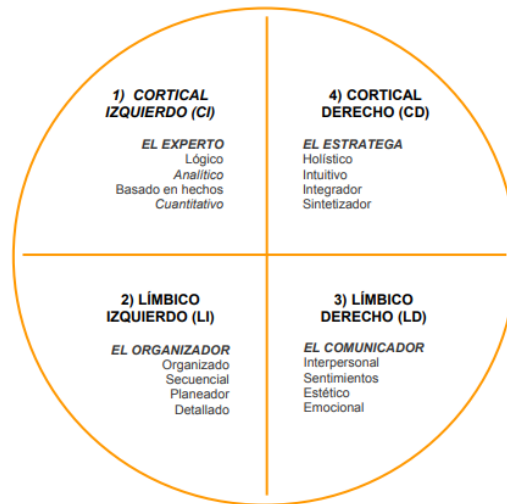 1) CORTICAL
IZQUIERDO (CI)
EL EXPERTO
Lógico
Analítico
Basado en hechos
Cuantitativo
4) CORTICAL
DERECHO (CD)
EL ESTRATEGA
Holístico
Intuitivo
Integrador
Sintetizador
2) LÍMBICO
IZQUIERDO (LI)
EL ORGANIZADOR
Organizado
Secuencial
Planeador
Detallado
3) LÍMBICO
DERECHO (LD)
EL COMUNICADOR
Interpersonal
Sentimientos
Estético
Emocional